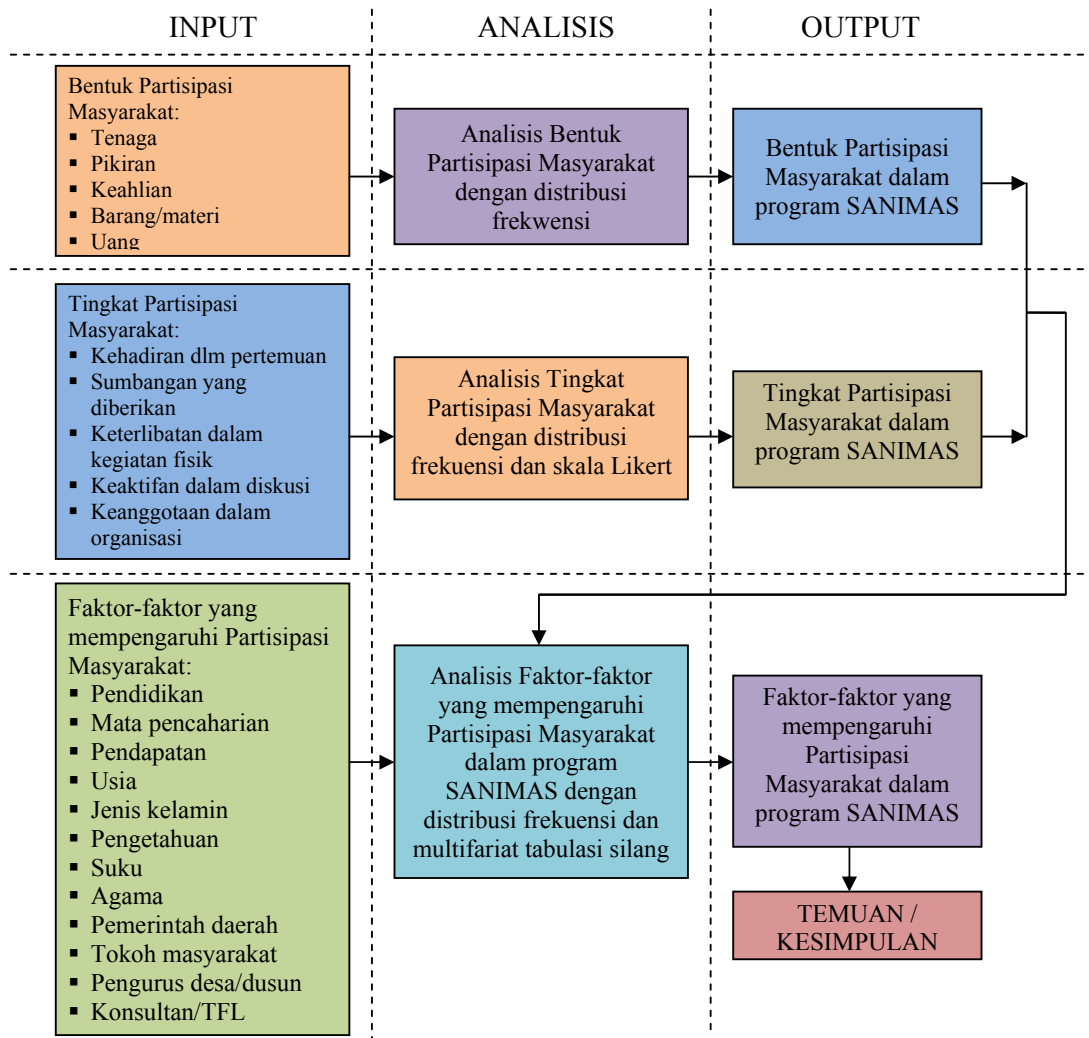 INPUT
ANALISIS
OUTPUT
Bentuk Partisipasi
Masyarakat:
▪ Tenaga
▪ Pikiran
▪ Keahlian
▪ Barang/materi
▪ Uang
Analisis Bentuk
Partisipasi Masyarakat
dengan distribusi
frekwensi
Bentuk Partisipasi
Masyarakat dalam
program SANIMAS
Tingkat Partisipasi
Masyarakat:
▪ Kehadiran dlm pertemuan
▪ Sumbangan yang
diberikan
▪ Keterlibatan dalam
kegiatan fisik
▪ Keaktifan dalam diskusi
▪ Keanggotaan dalam
organisasi
Analisis Tingkat
Partisipasi Masyarakat
dengan distribusi
frekuensi dan skala Likert
Tingkat Partisipasi
Masyarakat dalam
program SANIMAS
Faktor-faktor yang
mempengaruhi Partisipasi
Masyarakat:
▪ Pendidikan
▪ Mata pencaharian
▪ Pendapatan
▪ Usia
▪ Jenis kelamin
▪ Pengetahuan
▪ Suku
▪ Agama
▪ Pemerintah daerah
▪ Tokoh masyarakat
▪ Pengurus desa/dusun
▪ Konsultan/TFL
Analisis Faktor-faktor
yang mempengaruhi
Partisipasi Masyarakat
dalam program
SANIMAS dengan
distribusi frekuensi dan
multifariat tabulasi silang
Faktor-faktor yang
mempengaruhi
Partisipasi
Masyarakat dalam
program SANIMAS
TEMUAN /
KESIMPULAN